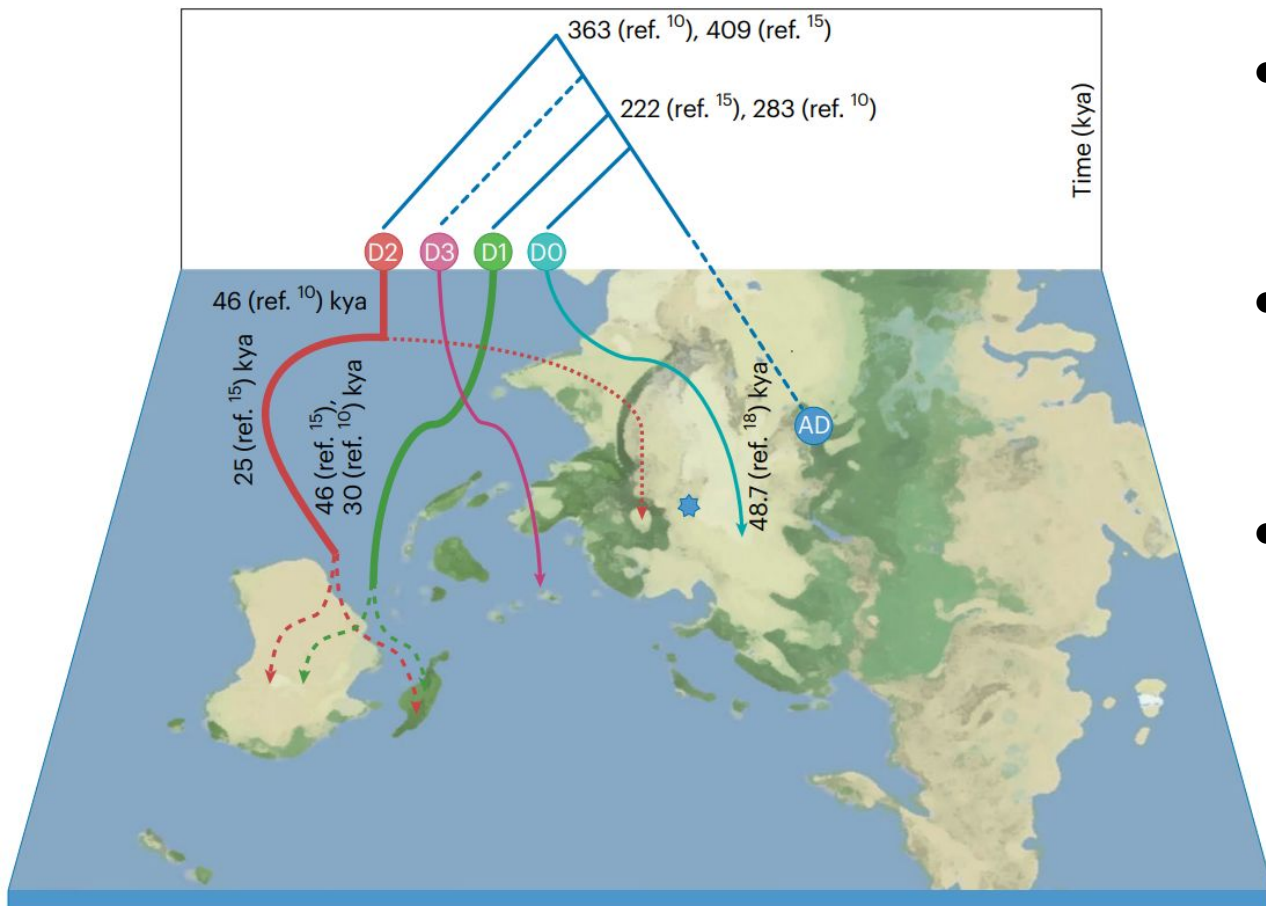 363 (ref. 10), 409 (ref. 15)
222 (ref. 15), 283 (ref. 10)
Time (kya)
D2
D3
D1
D0
46 (ref. 10) kya
25 (ref. 15) kya
46 (ref. 15),
30 (ref. 10) kya
48.7 (ref. 18) kya
AD